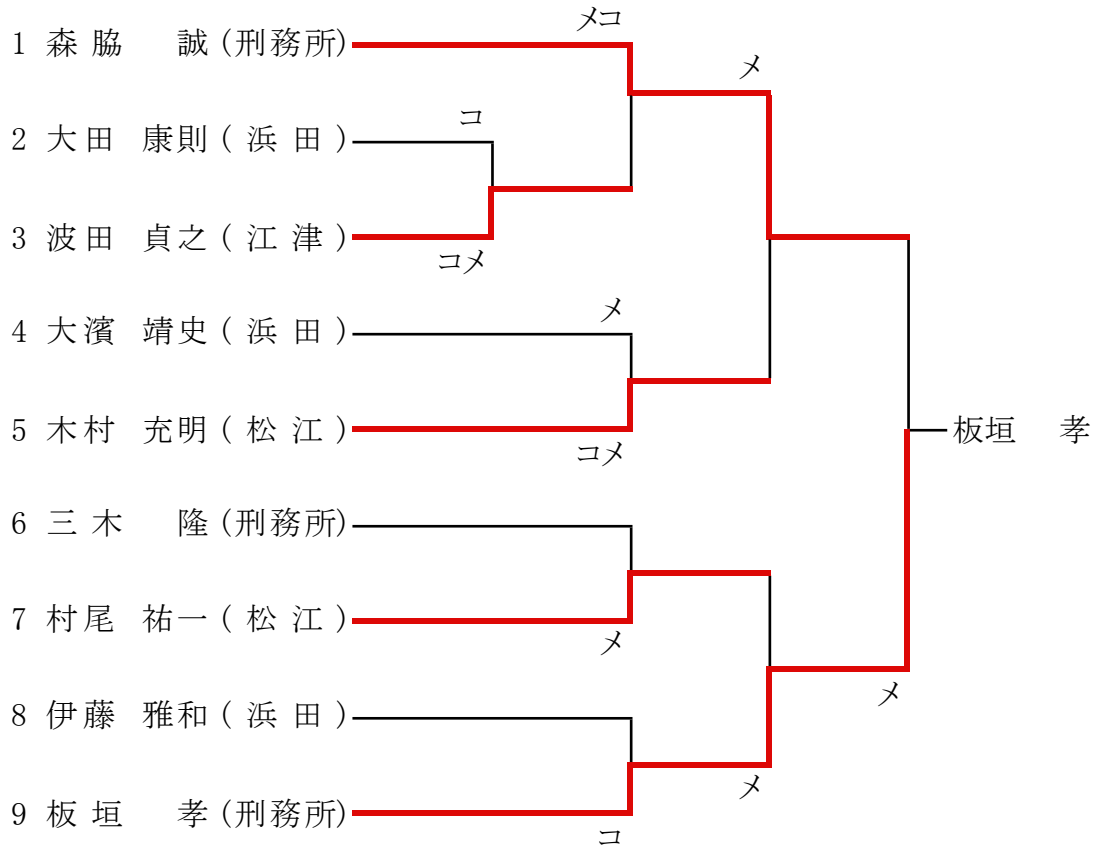 メコ
1 森脇 誠(刑務所)
メ
コ
2 大田 康則(浜田)
3 波田 貞之(江津)
コメ
メ
4 大濱 靖史(浜田)
5 木村 充明(松江)
コメ
板垣 孝
6 三木 隆(刑務所)
7 村尾 祐一(松江)
メ
メ
8 伊藤 雅和(浜田)
メ
9 板垣 孝(刑務所)
コ